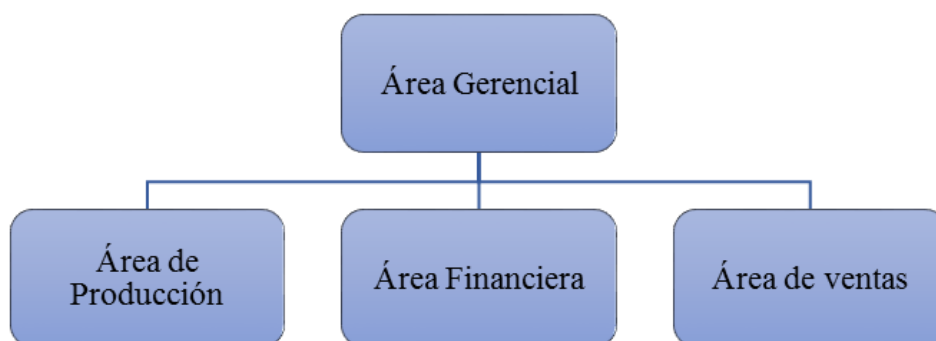 Área Gerencial
Área de
Producción
Área Financiera
Área de ventas